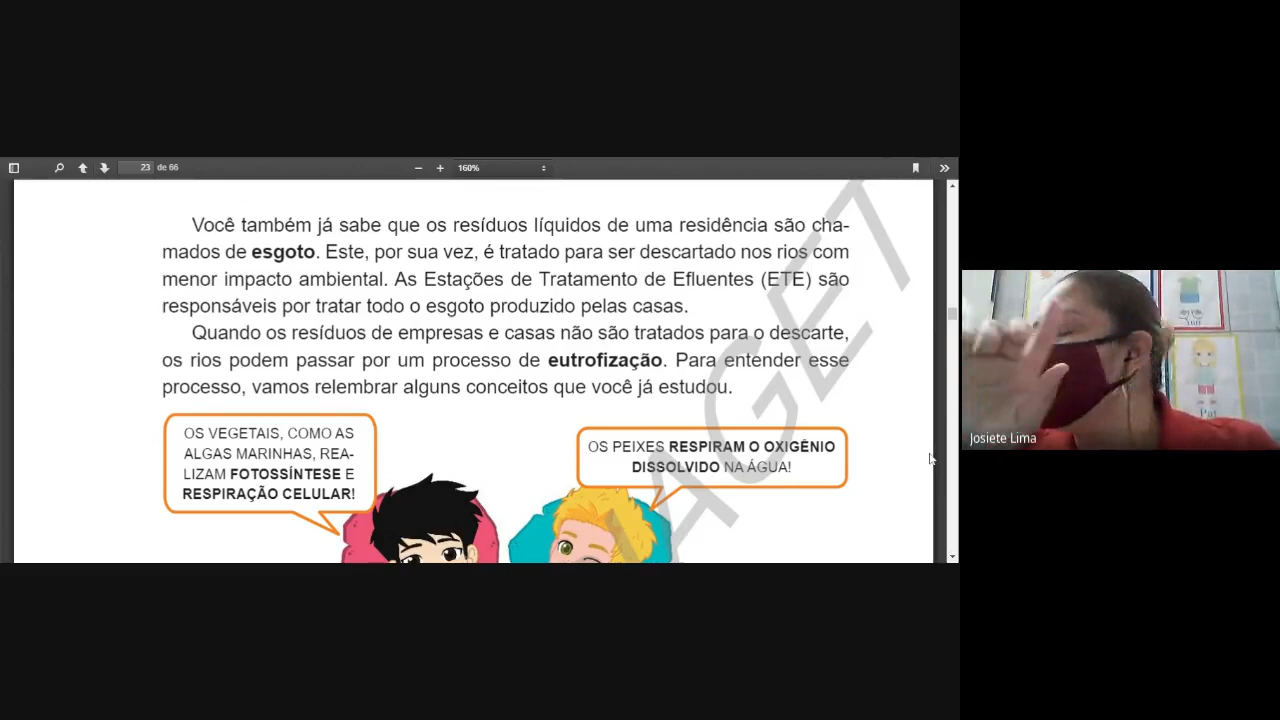 23 de 66
160%
Você também já sabe que os resíduos líquidos de uma residência são cha-
mados de esgoto. Este, por sua vez, é tratado para ser descartado nos rios com
menor impacto ambiental. As Estações de Tratamento de Efluentes (ETE) são
responsáveis por tratar todo o esgoto produzido pelas casas.
Quando os resíduos de empresas e casas não são tratados para o descarte,
os rios podem passar por um processo de eutrofização. Para entender esse
processo, vamos relembrar alguns conceitos que você já estudou.
OS VEGETAIS, COMO AS
ALGAS MARINHAS, REA-
LIZAM FOTOSSÍNTESE E
RESPIRAÇÃO CELULAR!
OS PEIXES RESPIRAM O OXIGÊNIO
DISSOLVIDO NA ÁGUA!
Josiete Lima